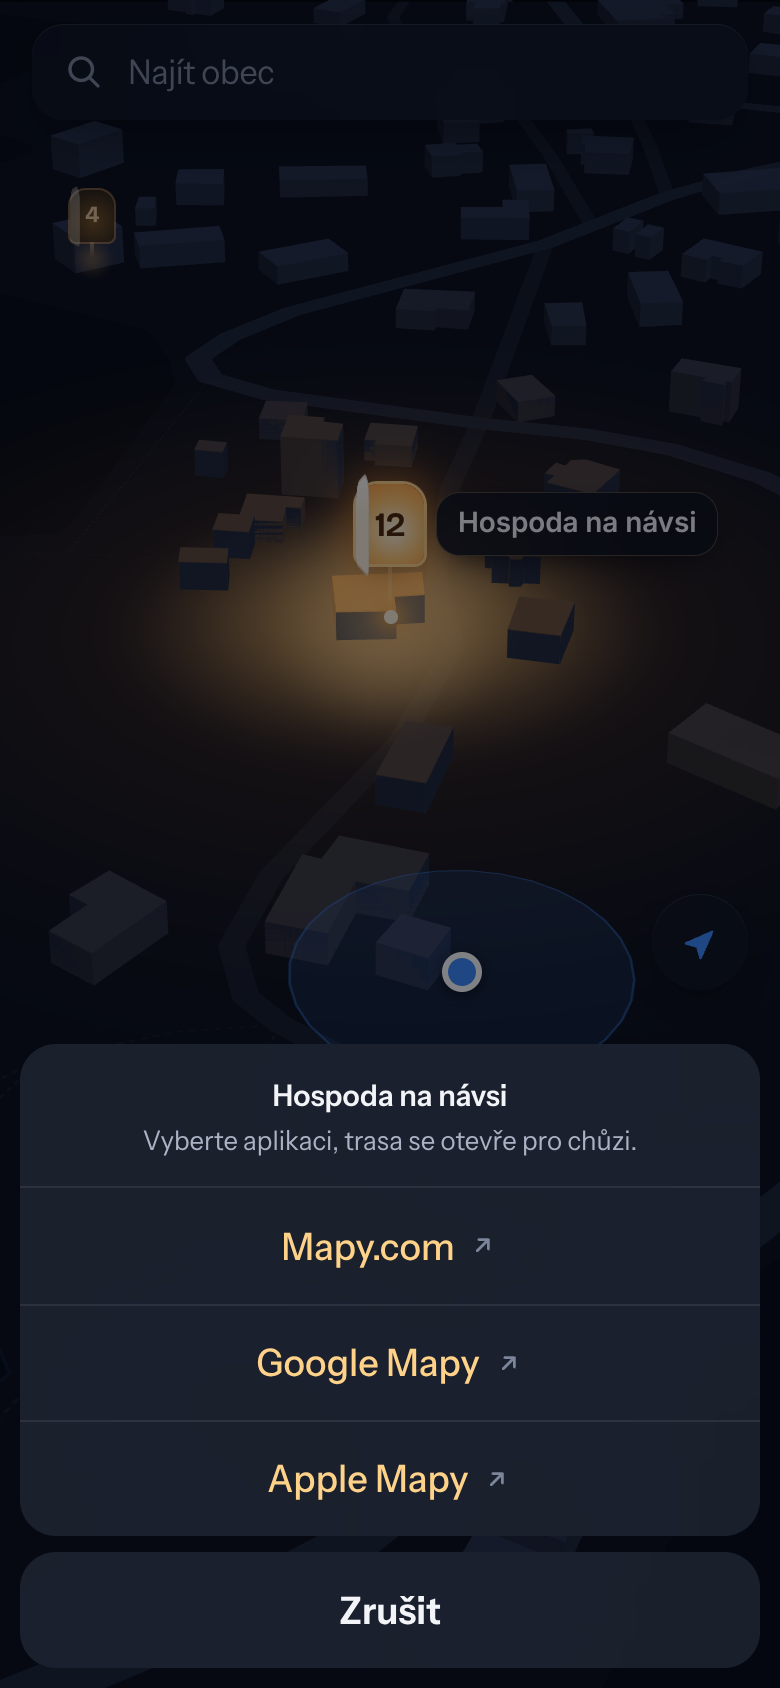 Najít obec
4
12
Hospoda na návsi
Hospoda na návsi
Vyberte aplikaci, trasa se otevře pro chůzi.
Mapy.com
Google Mapy
Apple Mapy
Zrušit